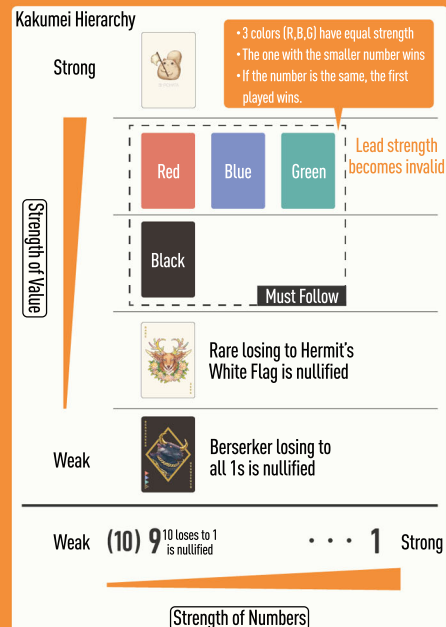 Kakumei Hierarchy
• 3 colors (R,B,G) have equal strength
• The one with the smaller number wins
• If the number is the same, the first
played wins.
Strong
Lead strength
becomes invalid
Red
Blue
Green
Strength of Value
Black
Must Follow
Rare losing to Hermit's
White Flag is nullified
Weak
Berserker losing to
all 1s is nullified
Weak (10) 9 10 loses to 1
is nullified
・・・ 1 Strong
Strength of Numbers